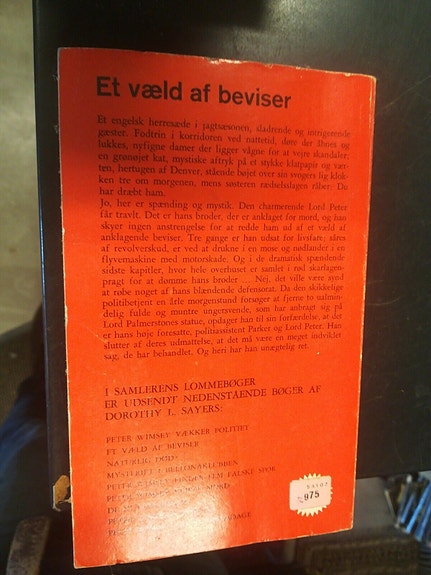 Et væld af beviser
Et engelsk herresæde i jagtsæsonen, sladrende og intrigerende
gæster. Fodtrin i korridoren ved nattetid, døre der åbnes og
lukkes, nyfigne damer der ligger vågne for at vejre skandaler,
en grønøjet kat, mystiske aftryk på et stykke klatpapir og vær-
ten, hertugen af Denver, stående bøjet over sin svogers lig klok-
ken tre om morgenen, mens søsteren rædselsslagen råber: Du
har dræbt ham.
Jo, her er spænding og mystik. Den charmerende Lord Peter
får travlt. Det er hans broder, der er anklaget for mord, og han
skyer ingen anstrengelse for at redde ham ud af et væld af
anklagende beviser. Tre gange er han udsat for livsfare, såres
af revolverskud, er ved at drukne i en mose og nødlander i en
flyvemaskine med motorskade. Og i de dramatisk spændende
sidste kapitler, hvor hele overhuset er samlet i rød skarlagen-
pragt for at dømme hans broder ... Nej, det ville være synd
at røbe noget af hans blændende defensorat. Da den skikkelige
politibetjent en årle morgenstund forsøger at fjerne to ualmin-
delig fulde og muntre ungersvende, som har anbragt sig på
Lord Palmerstones statue, opdager han til sin forfærdelse, at det
er hans høje foresatte, politiassistent Parker og Lord Peter. Han
slutter af deres udmattelse, at det må være en meget indviklet
sag, de har behandlet. Og heri har han unægtelig ret.
I SAMLERENS LOMMEBØGER
ER UDSENDT NEDENSTÅENDE BØGER AF
DOROTHY L. SAYERS:
PETER WIMSEY VÆKKER POLITIET
ET VÆLD AF BEVISER
NATURLIG DØD
MYSTERIET I BELLONAKLUBBEN
PETER WIMSEY FINDER FEM FALSKE SPOR
PETER
DE
975